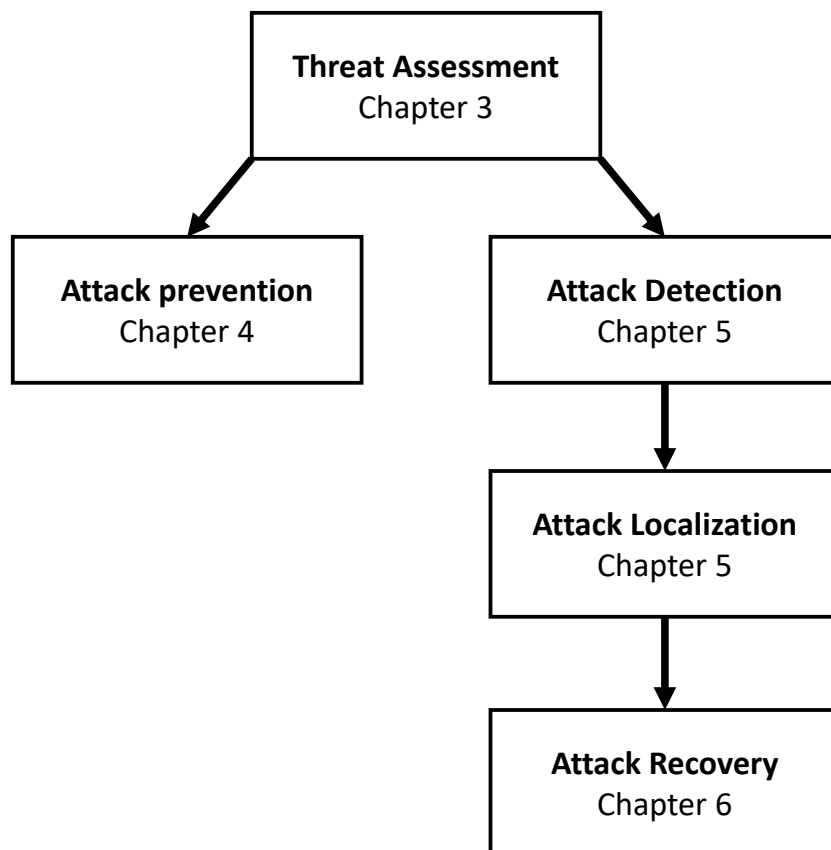 Threat Assessment
Chapter 3
Attack prevention
Chapter 4
Attack Detection
Chapter 5
Attack Localization
Chapter 5
Attack Recovery
Chapter 6